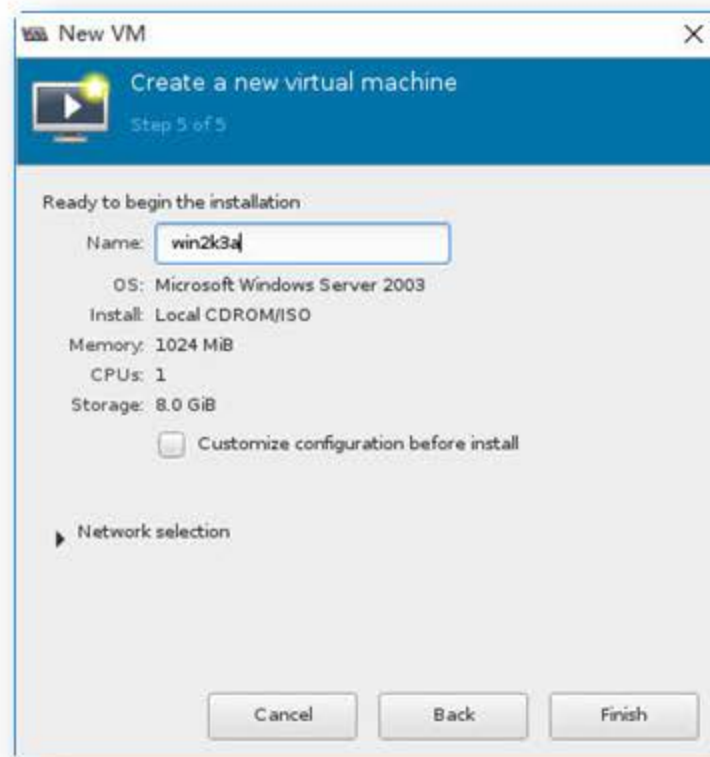 New VM
Create a new virtual machine
Step 5 of 5
Ready to begin the installation
Name: win2k3a
OS: Microsoft Windows Server 2003
Install: Local CDROM/ISO
Memory: 1024 MiB
CPUs: 1
Storage: 8.0 GiB
Customize configuration before install
Network selection
Cancel Back Finish